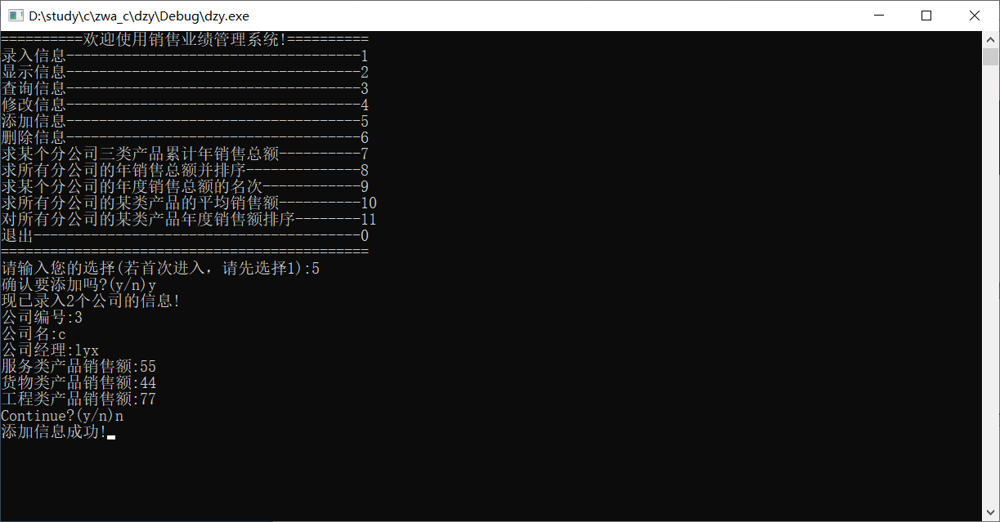 D:\study\c\zwa_c\dzy\Debug\dzy.exe
==========欢迎使用销售业绩管理系统!==========
录入信息------------------------------------1
显示信息------------------------------------2
查询信息------------------------------------3
修改信息------------------------------------4
添加信息------------------------------------5
删除信息------------------------------------6
求某个分公司三类产品累计年销售总额----------7
求所有分公司的年销售总额并排序--------------8
求某个分公司的年度销售总额的名次------------9
求所有分公司的某类产品的平均销售额----------10
对所有分公司的某类产品年度销售额排序--------11
退出----------------------------------------0
=============================================
请输入您的选择(若首次进入，请先选择1):5
确认要添加吗?(y/n)y
现已录入2个公司的信息!
公司编号:3
公司名:c
公司经理:lyx
服务类产品销售额:55
货物类产品销售额:44
工程类产品销售额:77
Continue?(y/n)n
添加信息成功!